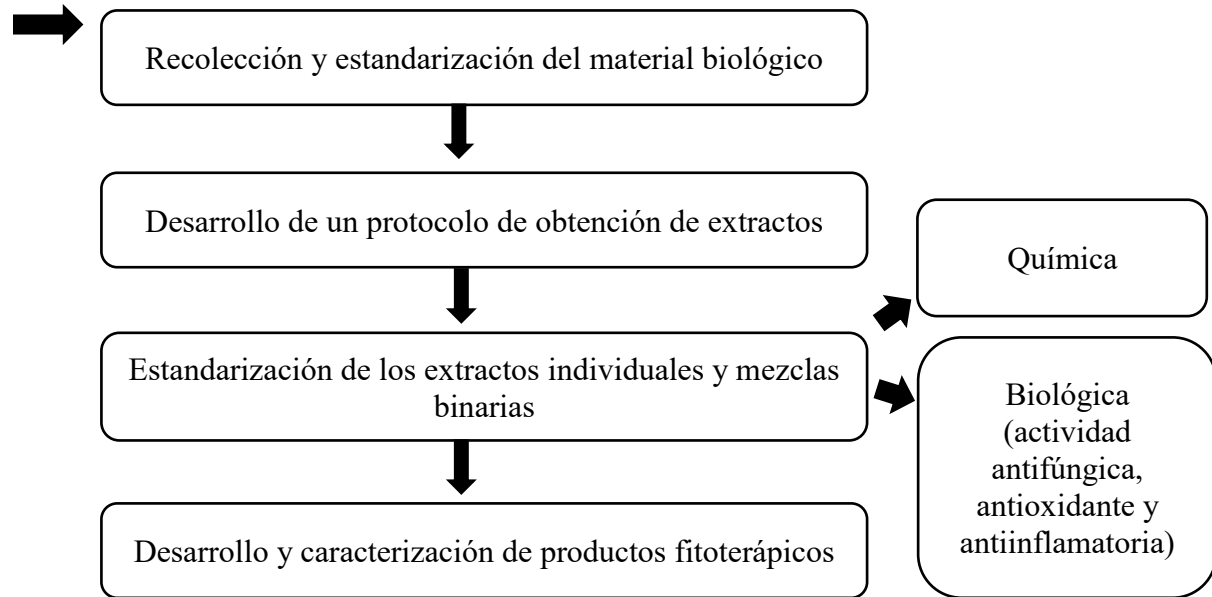 Recolección y estandarización del material biológico
Desarrollo de un protocolo de obtención de extractos
Estandarización de los extractos individuales y mezclas
binarias
Química
Biológica
(actividad
antifúngica,
antioxidante y
antiinflamatoria)
Desarrollo y caracterización de productos fitoterápicos